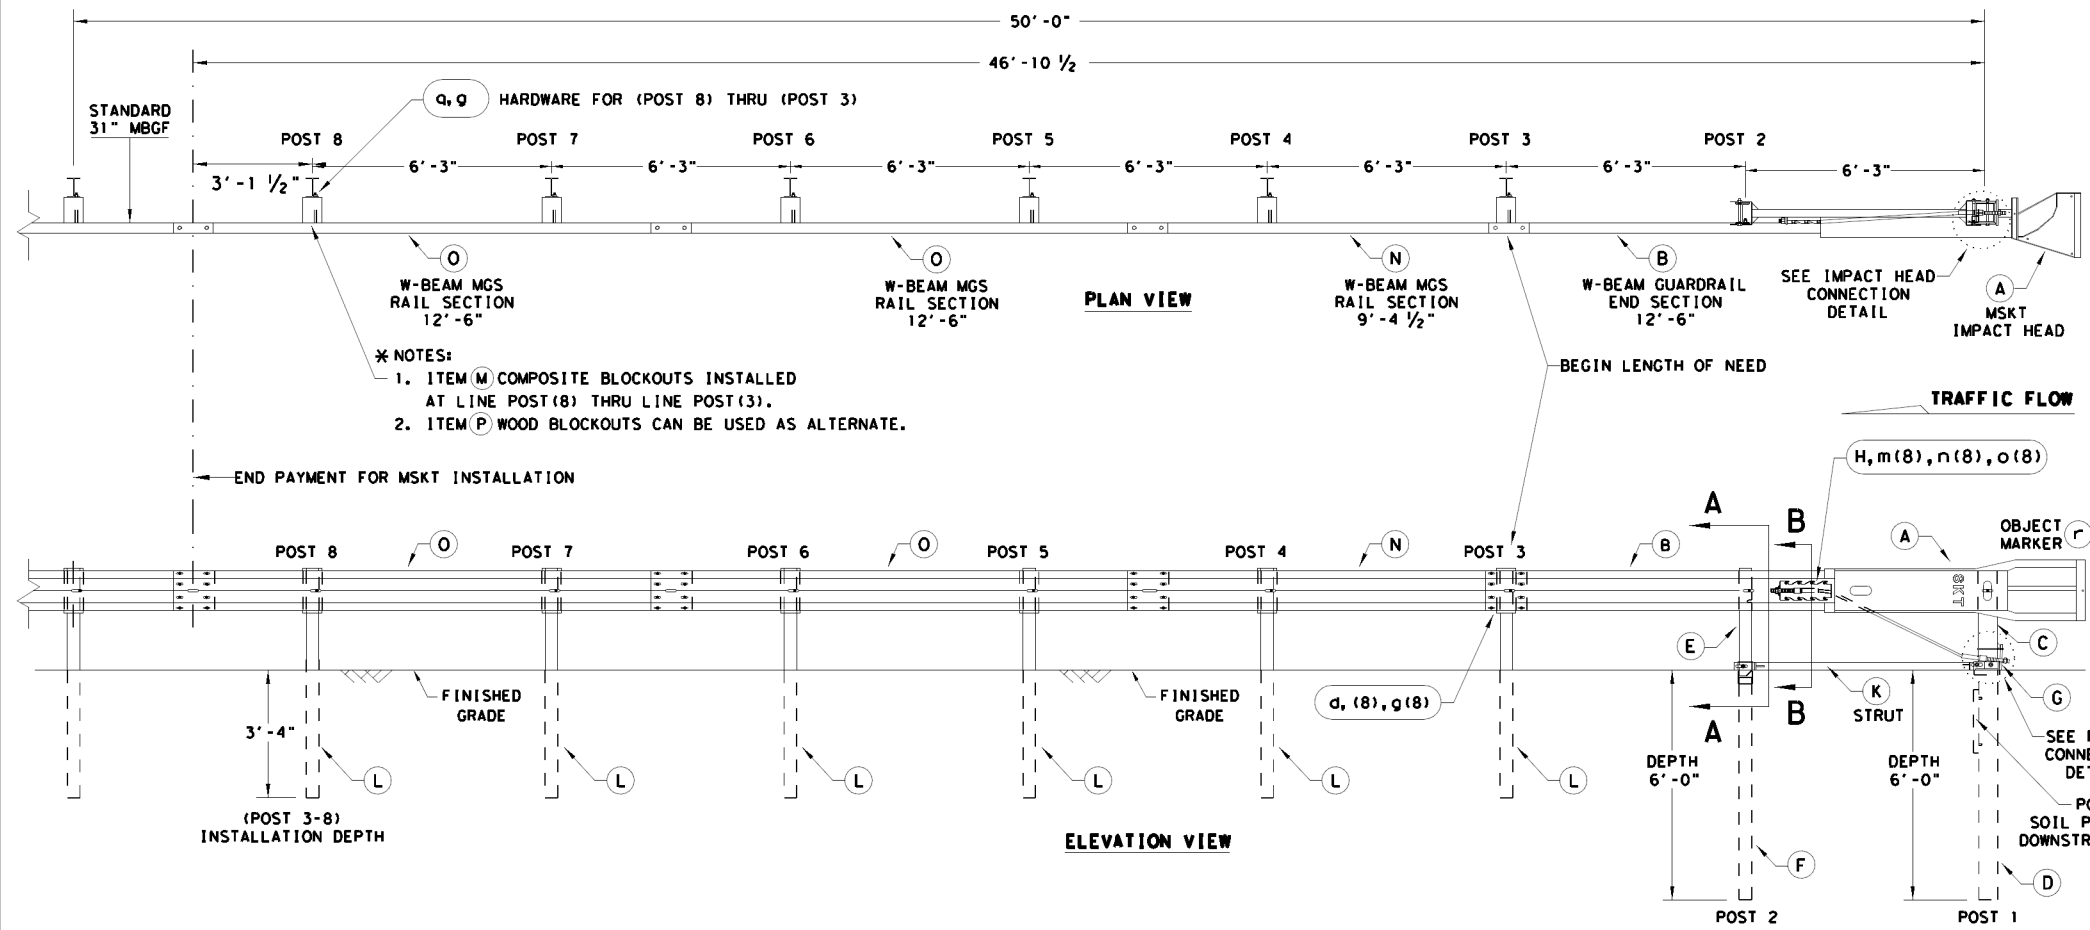 50'-0"
46'-10 ½
q,g HARDWARE FOR (POST 8) THRU (POST 3)
STANDARD
31" MBGF
POST 8
POST 7
POST 6
POST 5
POST 4
POST 3
POST 2
3'-1 ½"
6'-3"
6'-3"
6'-3"
6'-3"
6'-3"
6'-3"
6'-3"
O
W-BEAM MGS
RAIL SECTION
12'-6"
O
W-BEAM MGS
RAIL SECTION
12'-6"
PLAN VIEW
N
W-BEAM MGS
RAIL SECTION
9'-4 ½"
B
W-BEAM GUARDRAIL
END SECTION
12'-6"
SEE IMPACT HEAD
CONNECTION
DETAIL
A
MSKT
IMPACT HEAD
* NOTES:
1. ITEM M COMPOSITE BLOCKOUTS INSTALLED
AT LINE POST(8) THRU LINE POST(3).
2. ITEM P WOOD BLOCKOUTS CAN BE USED AS ALTERNATE.
BEGIN LENGTH OF NEED
TRAFFIC FLOW
END PAYMENT FOR MSKT INSTALLATION
H,m(8),n(8),o(8)
POST 8
O
POST 7
POST 6
O
POST 5
POST 4
N
POST 3
B
A
B
A
OBJECT
MARKER r
SKT
E
C
FINISHED
GRADE
FINISHED
GRADE
d,(8),g(8)
A
B
K
STRUT
G
3'-4"
L
L
L
L
L
L
DEPTH
6'-0"
DEPTH
6'-0"
SEE
CONNE
DET
(POST 3-8)
INSTALLATION DEPTH
ELEVATION VIEW
PO
SOIL P
DOWNSTR
F
D
POST 2
POST 1